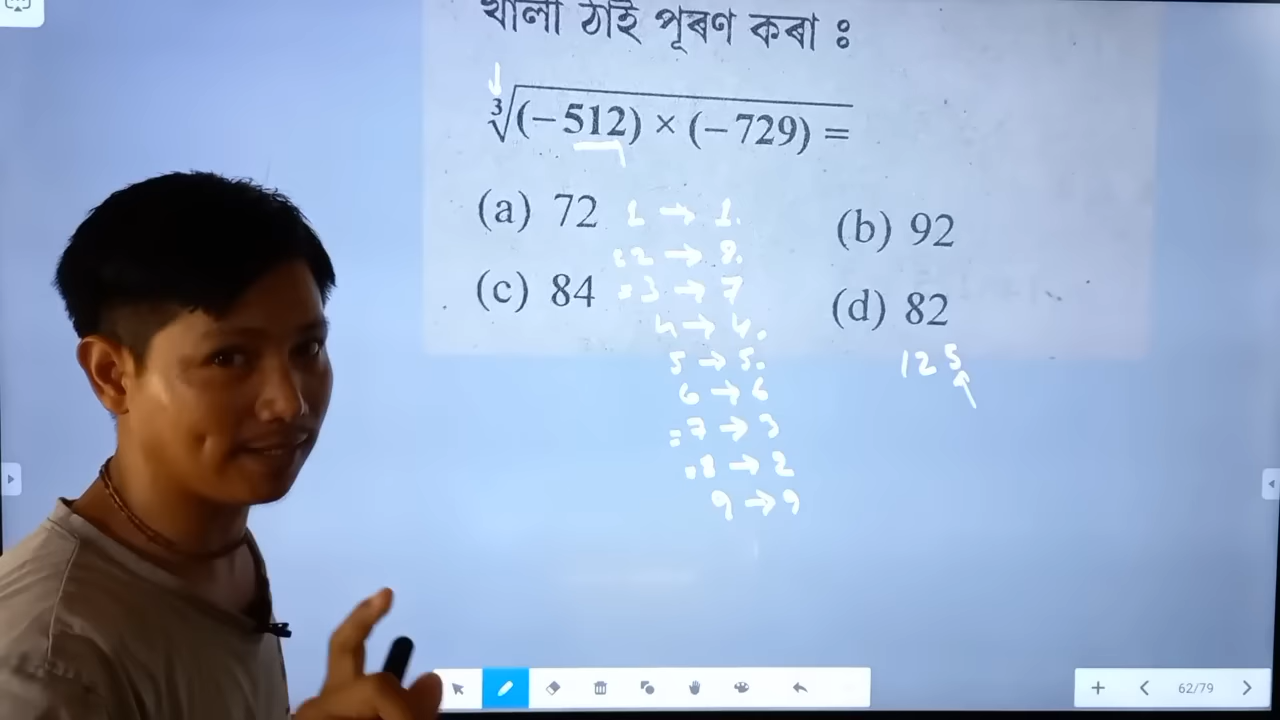 খালী ঠাই পূৰণ কৰা :
∛(−512) × (−729) =
(a) 72
(b) 92
(c) 84
(d) 82
1 → 1.
2 → 8.
3 → 7
4 → 4.
5 → 5.
6 → 6
7 → 3
8 → 2
9 → 9
125
62/79